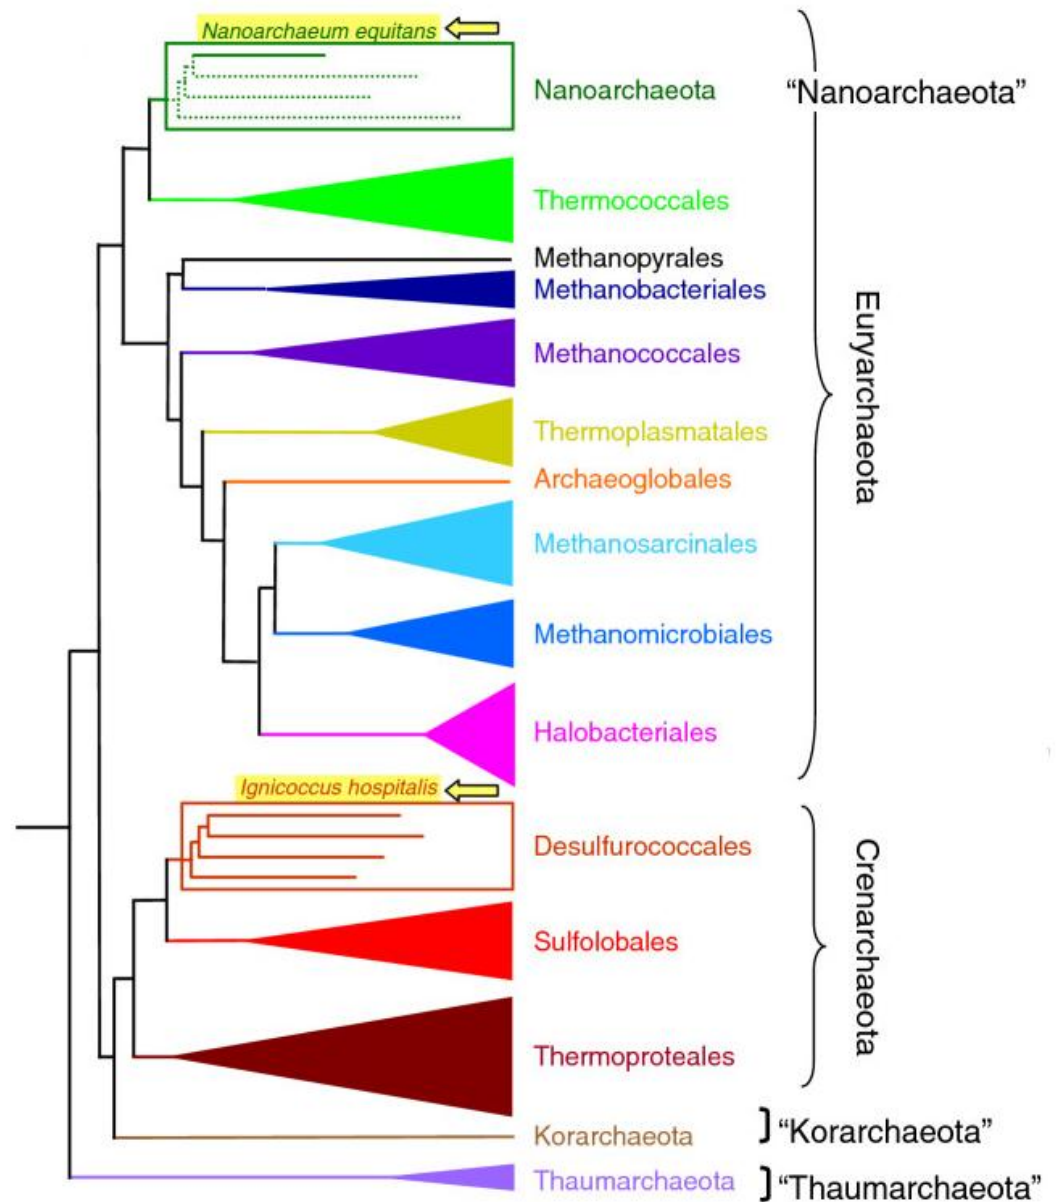 Nanoarchaeum equitans
Nanoarchaeota
“Nanoarchaeota”
Thermococcales
Methanopyrales
Methanobacteriales
Methanococcales
Thermoplasmatales
Archaeoglobales
Methanosarcinales
Methanomicrobiales
Halobacteriales
Euryarchaeota
Ignicoccus hospitalis
Desulfurococcales
Sulfolobales
Thermoproteales
Crenarchaeota
Korarchaeota
“Korarchaeota”
Thaumarchaeota
“Thaumarchaeota”